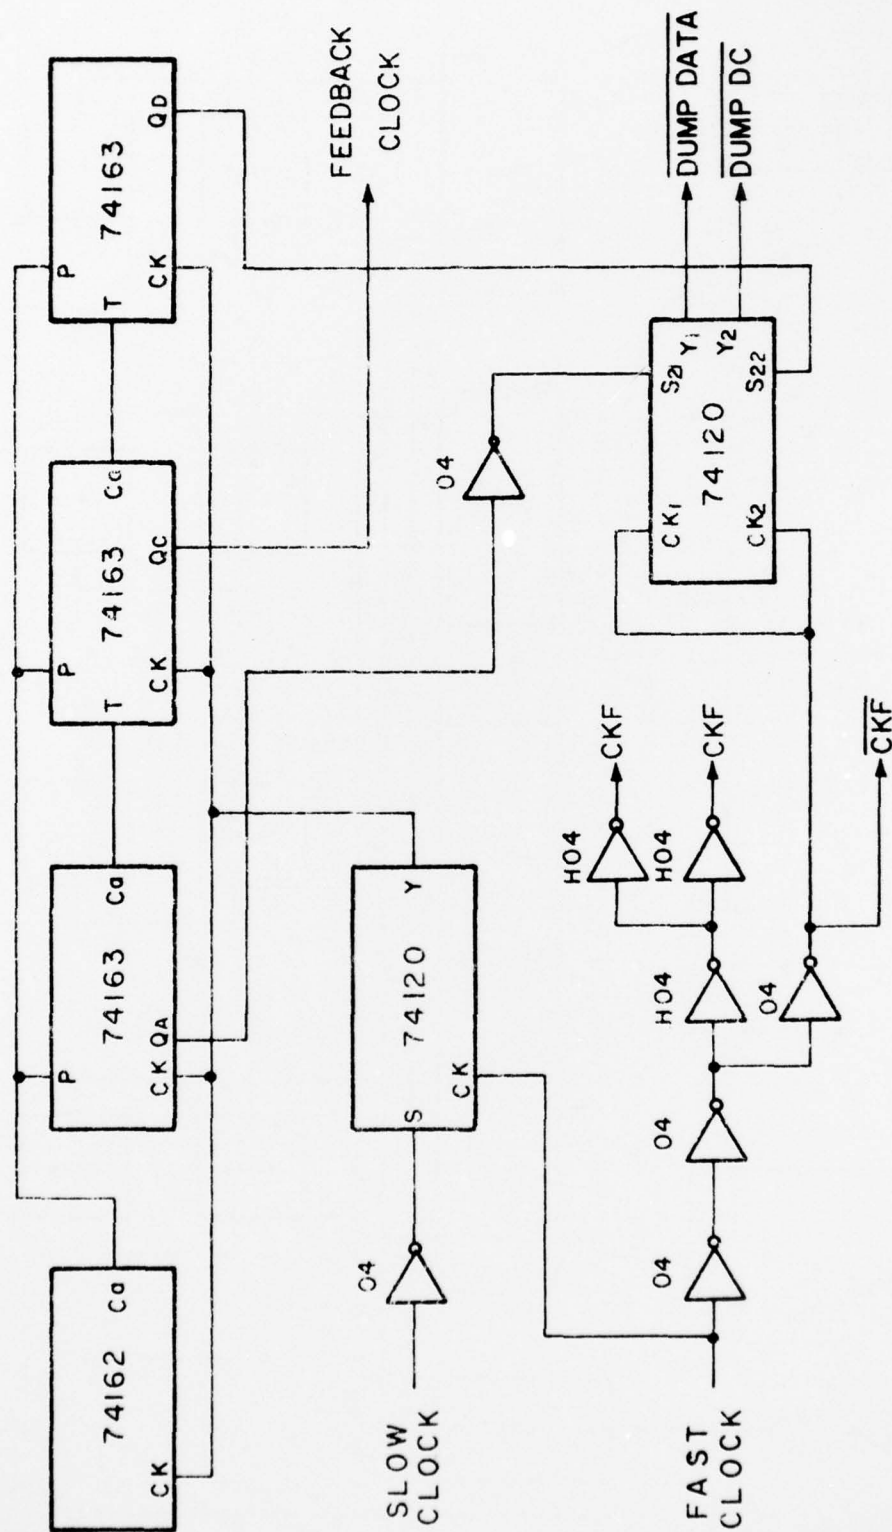 74162
CK
Ca
74163
P
CK
QA
Ca
74163
P
T
CK
QC
Ca
74163
P
T
CK
QD
FEEDBACK
CLOCK
SLOW
CLOCK
04
74120
S
CK
Y
04
74120
CK1
CK2
S21
S22
Y1
Y2
DUMP DATA
DUMP DC
FAST
CLOCK
04
04
H04
04
H04
H04
CKF
CKF
CKF